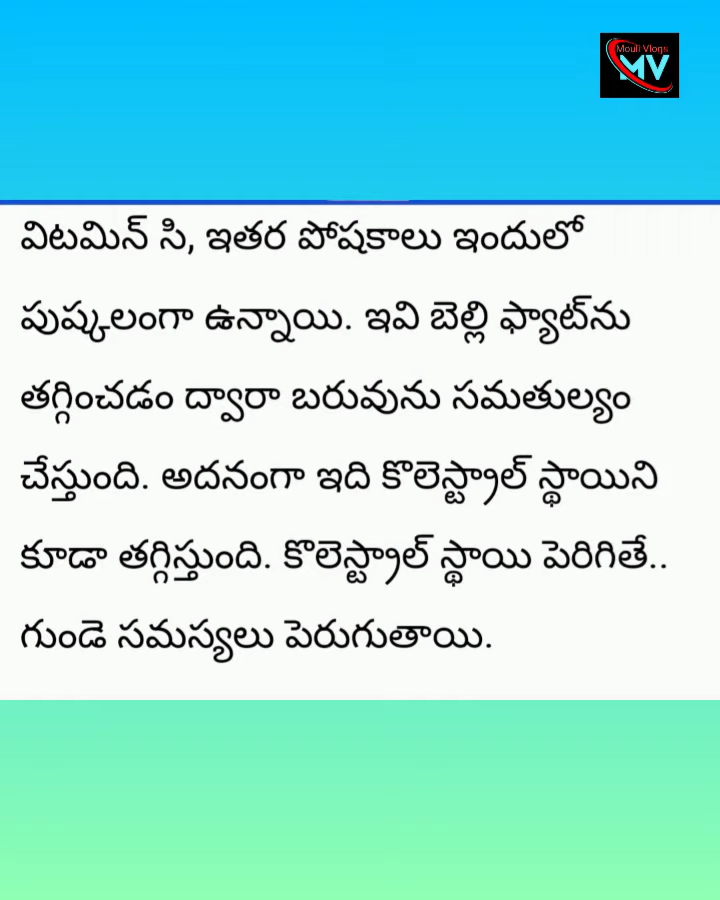 Mouli Vlogs
MV
విటమిన్ సి, ఇతర పోషకాలు ఇందులో
పుష్కలంగా ఉన్నాయి. ఇవి బెల్లి ఫ్యాట్‌ను
తగ్గించడం ద్వారా బరువును సమతుల్యం
చేస్తుంది. అదనంగా ఇది కొలెస్ట్రాల్ స్థాయిని
కూడా తగ్గిస్తుంది. కొలెస్ట్రాల్ స్థాయి పెరిగితే..
గుండె సమస్యలు పెరుగుతాయి.